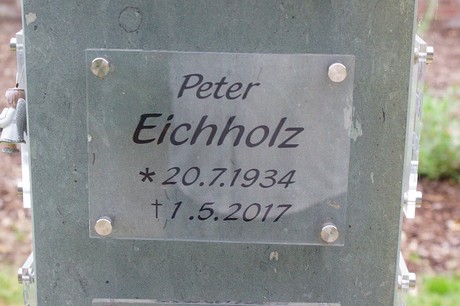 Peter
Eichholz
* 20.7.1934
† 1.5.2017